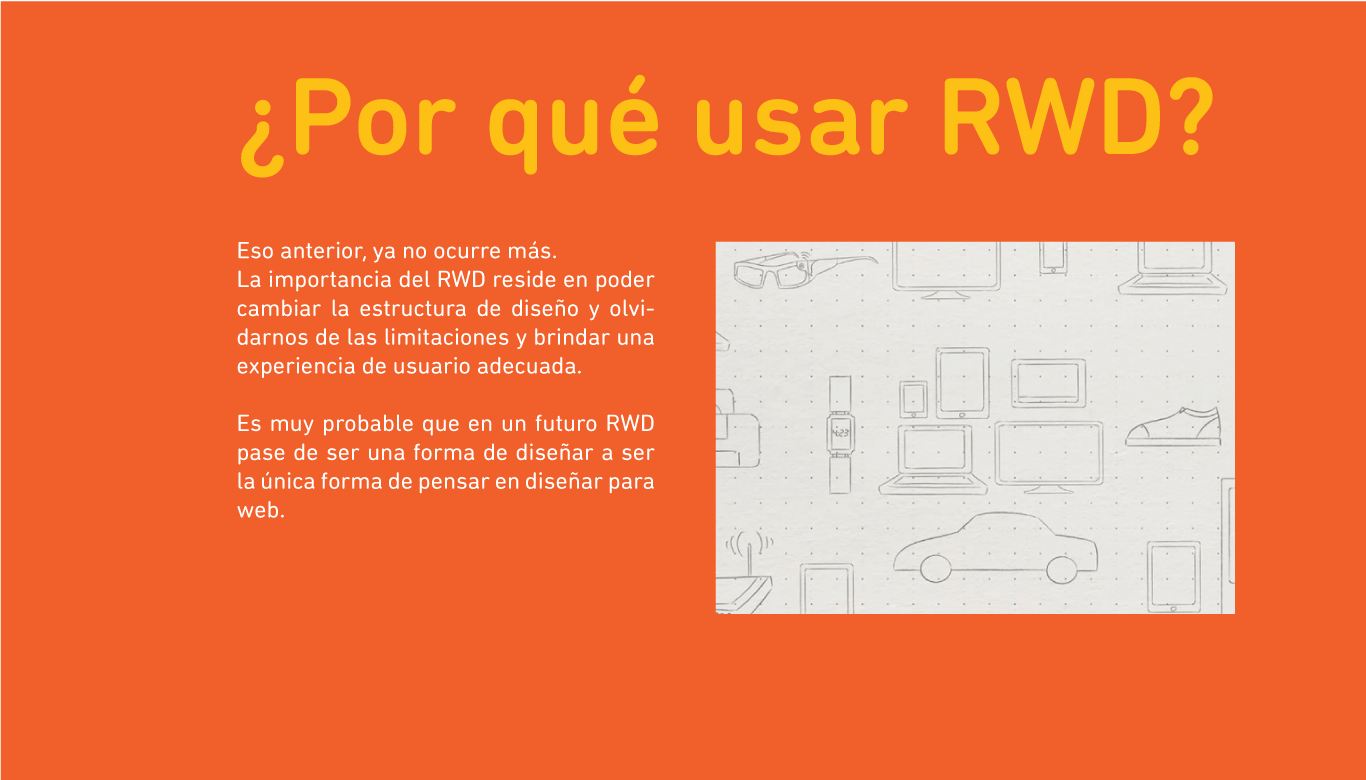 ¿Por qué usar RWD?
Eso anterior, ya no ocurre más.
La importancia del RWD reside en poder
cambiar la estructura de diseño y olvi-
darnos de las limitaciones y brindar una
experiencia de usuario adecuada.
Es muy probable que en un futuro RWD
pase de ser una forma de diseñar a ser
la única forma de pensar en diseñar para
web.
4:23